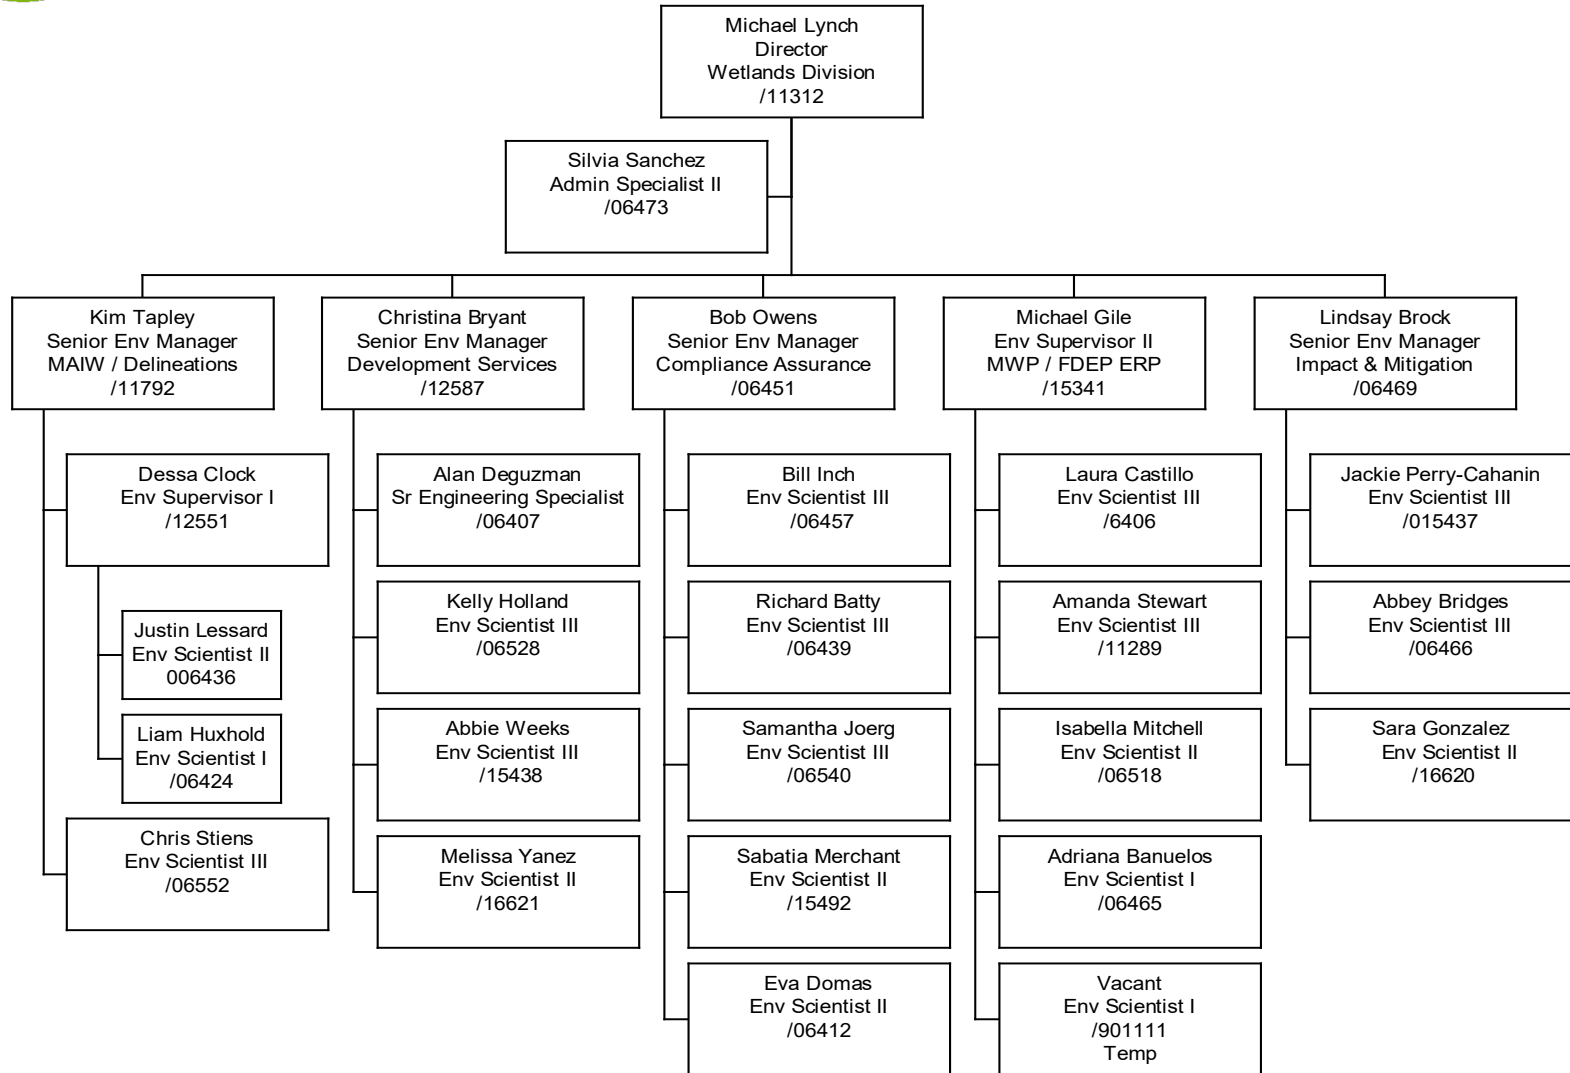 Michael Lynch
Director
Wetlands Division
/11312
Silvia Sanchez
Admin Specialist II
/06473
Kim Tapley
Senior Env Manager
MAIW / Delineations
/11792
Christina Bryant
Senior Env Manager
Development Services
/12587
Bob Owens
Senior Env Manager
Compliance Assurance
/06451
Michael Gile
Env Supervisor II
MWP / FDEP ERP
/15341
Lindsay Brock
Senior Env Manager
Impact & Mitigation
/06469
Dessa Clock
Env Supervisor I
/12551
Justin Lessard
Env Scientist II
006436
Liam Huxhold
Env Scientist I
/06424
Chris Stiens
Env Scientist III
/06552
Alan Deguzman
Sr Engineering Specialist
/06407
Kelly Holland
Env Scientist III
/06528
Abbie Weeks
Env Scientist III
/15438
Melissa Yanez
Env Scientist II
/16621
Bill Inch
Env Scientist III
/06457
Richard Batty
Env Scientist III
/06439
Samantha Joerg
Env Scientist III
/06540
Sabatia Merchant
Env Scientist II
/15492
Eva Domas
Env Scientist II
/06412
Laura Castillo
Env Scientist III
/6406
Amanda Stewart
Env Scientist III
/11289
Isabella Mitchell
Env Scientist II
/06518
Adriana Banuelos
Env Scientist I
/06465
Vacant
Env Scientist I
/901111
Temp
Jackie Perry-Cahanin
Env Scientist III
/015437
Abbey Bridges
Env Scientist III
/06466
Sara Gonzalez
Env Scientist II
/16620